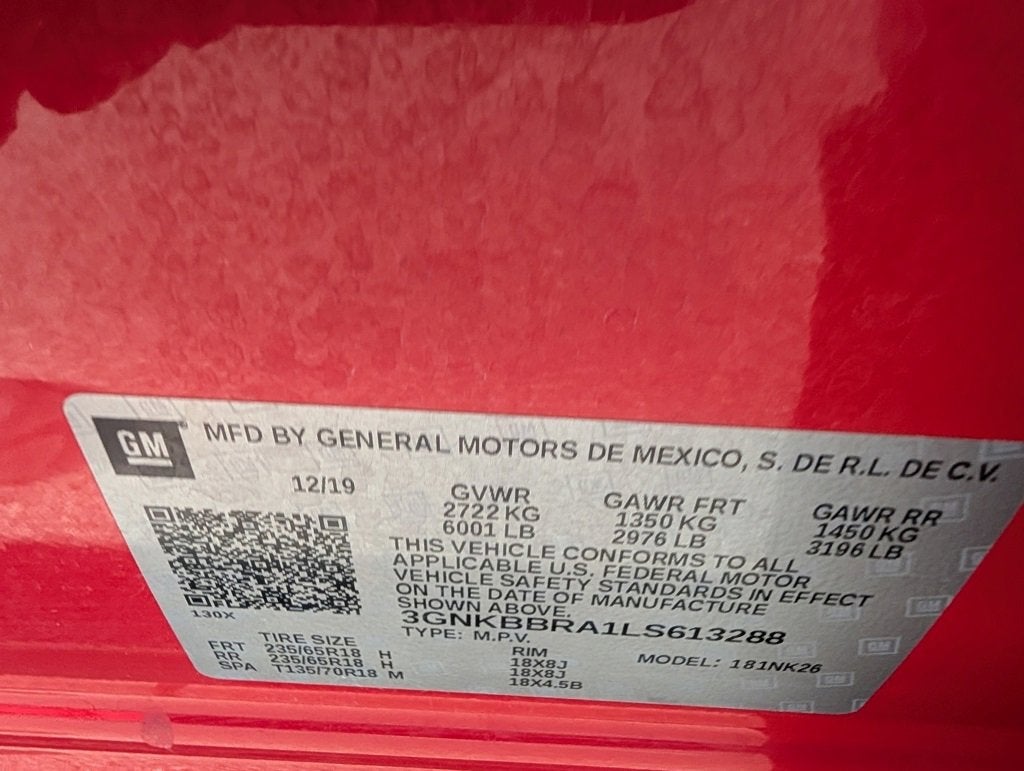 GM MFD BY GENERAL MOTORS DE MEXICO, S. DE R.L. DE C.V.
12/19
GVWR GAWR FRT GAWR RR
2722 KG 1350 KG 1450 KG
6001 LB 2976 LB 3196 LB
THIS VEHICLE CONFORMS TO ALL
APPLICABLE U.S. FEDERAL MOTOR
VEHICLE SAFETY STANDARDS IN EFFECT
ON THE DATE OF MANUFACTURE
SHOWN ABOVE.
130X
3GNKBBRA1LS613288
TYPE: M.P.V. MODEL: 181NK26
TIRE SIZE RIM
FRT 235/65R18 H 18X8J
RR 235/65R18 H 18X8J
SPA T135/70R18 M 18X4.5B